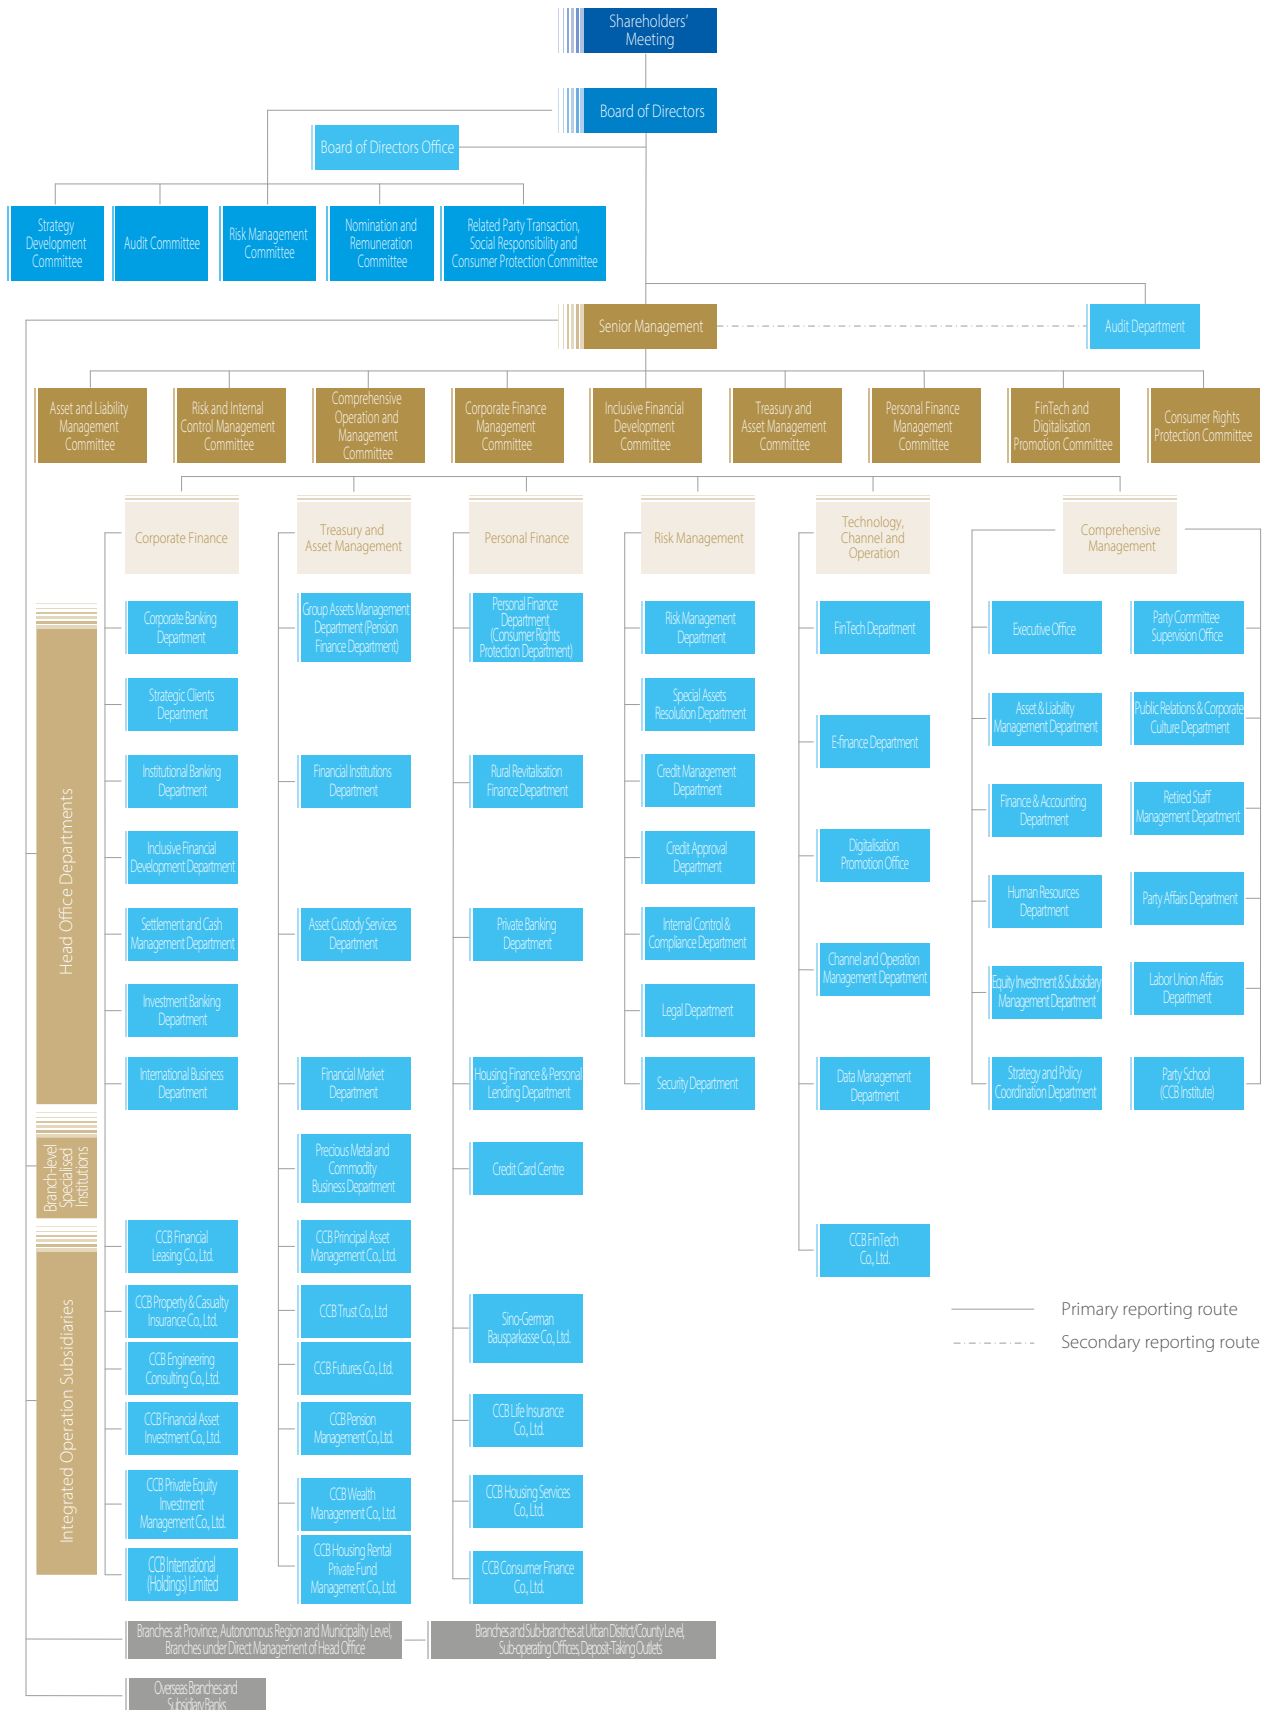 Shareholders’
Meeting
Board of Directors
Board of Directors Office
Strategy
Development
Committee
Audit Committee
Risk Management
Committee
Nomination and
Remuneration
Committee
Related Party Transaction,
Social Responsibility and
Consumer Protection Committee
Senior Management
Audit Department
Asset and Liability
Management
Committee
Risk and Internal
Control Management
Committee
Comprehensive
Operation and
Management
Committee
Corporate Finance
Management
Committee
Inclusive Financial
Development
Committee
Treasury and
Asset Management
Committee
Personal Finance
Management
Committee
FinTech and
Digitalisation
Promotion Committee
Consumer Rights
Protection Committee
Corporate Finance
Treasury and
Asset Management
Personal Finance
Risk Management
Technology,
Channel and
Operation
Comprehensive
Management
Head Office Departments
Corporate Banking
Department
Strategic Clients
Department
Institutional Banking
Department
Inclusive Financial
Development Department
Settlement and Cash
Management Department
Investment Banking
Department
International Business
Department
Group Assets Management
Department (Pension
Finance Department)
Financial Institutions
Department
Asset Custody Services
Department
Financial Market
Department
Precious Metal and
Commodity
Business Department
Personal Finance
Department
(Consumer Rights
Protection Department)
Rural Revitalisation
Finance Department
Private Banking
Department
Housing Finance & Personal
Lending Department
Credit Card Centre
Risk Management
Department
Special Assets
Resolution Department
Credit Management
Department
Credit Approval
Department
Internal Control &
Compliance Department
Legal Department
Security Department
FinTech Department
E-finance Department
Digitalisation
Promotion Office
Channel and Operation
Management Department
Data Management
Department
Executive Office
Asset & Liability
Management Department
Finance & Accounting
Department
Human Resources
Department
Equity Investment & Subsidiary
Management Department
Strategy and Policy
Coordination Department
Party Committee
Supervision Office
Public Relations & Corporate
Culture Department
Retired Staff
Management Department
Party Affairs Department
Labor Union Affairs
Department
Party School
(CCB Institute)
Branch-level
Specialised
Institutions
Integrated Operation Subsidiaries
CCB Financial
Leasing Co., Ltd.
CCB Property & Casualty
Insurance Co., Ltd.
CCB Engineering
Consulting Co., Ltd.
CCB Financial Asset
Investment Co., Ltd.
CCB Private Equity
Investment
Management Co., Ltd.
CCB International
(Holdings) Limited
CCB Principal Asset
Management Co., Ltd.
CCB Trust Co., Ltd
CCB Futures Co., Ltd.
CCB Pension
Management Co., Ltd.
CCB Wealth
Management Co., Ltd.
CCB Housing Rental
Private Fund
Management Co., Ltd.
Sino-German
Bausparkasse Co., Ltd.
CCB Life Insurance
Co., Ltd.
CCB Housing Services
Co., Ltd.
CCB Consumer Finance
Co., Ltd.
CCB FinTech
Co., Ltd.
Primary reporting route
Secondary reporting route
Branches at Province, Autonomous Region and Municipality Level,
Branches under Direct Management of Head Office
Branches and Sub-branches at Urban District/County Level,
Sub-operating Offices, Deposit-Taking Outlets
Overseas Branches and
Subsidiary Banks